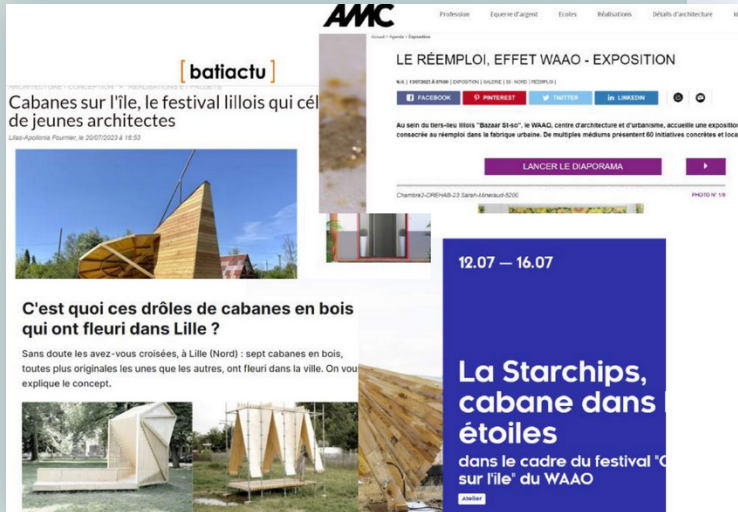 [batiactu]
Cabanes sur l'île, le festival lillois qui cél
de jeunes architectes
Lilas-Apollonia Fournier, le 20/07/2023 à 16:53
AMC
Profession Equerre d'argent Ecoles Réalisations Détails d'architecture
Accueil > Agenda > Exposition
LE RÉEMPLOI, EFFET WAAO - EXPOSITION
FACEBOOK PINTEREST TWITTER LINKEDIN
Au sein du tiers-lieu lillois "Bazaar St-so", le WAAO, centre d'architecture et d'urbanisme, accueille une exposition
consacrée au réemploi dans la fabrique urbaine. De multiples médiums présentent 60 initiatives concrètes et loca
LANCER LE DIAPORAMA
PHOTO N° 1/9
C'est quoi ces drôles de cabanes en bois
qui ont fleuri dans Lille ?
Sans doute les avez-vous croisées, à Lille (Nord) : sept cabanes en bois,
toutes plus originales les unes que les autres, ont fleuri dans la ville. On vou
explique le concept.
12.07 — 16.07
La Starchips,
cabane dans
étoiles
dans le cadre du festival "C
sur l'île" du WAAO
Atelier